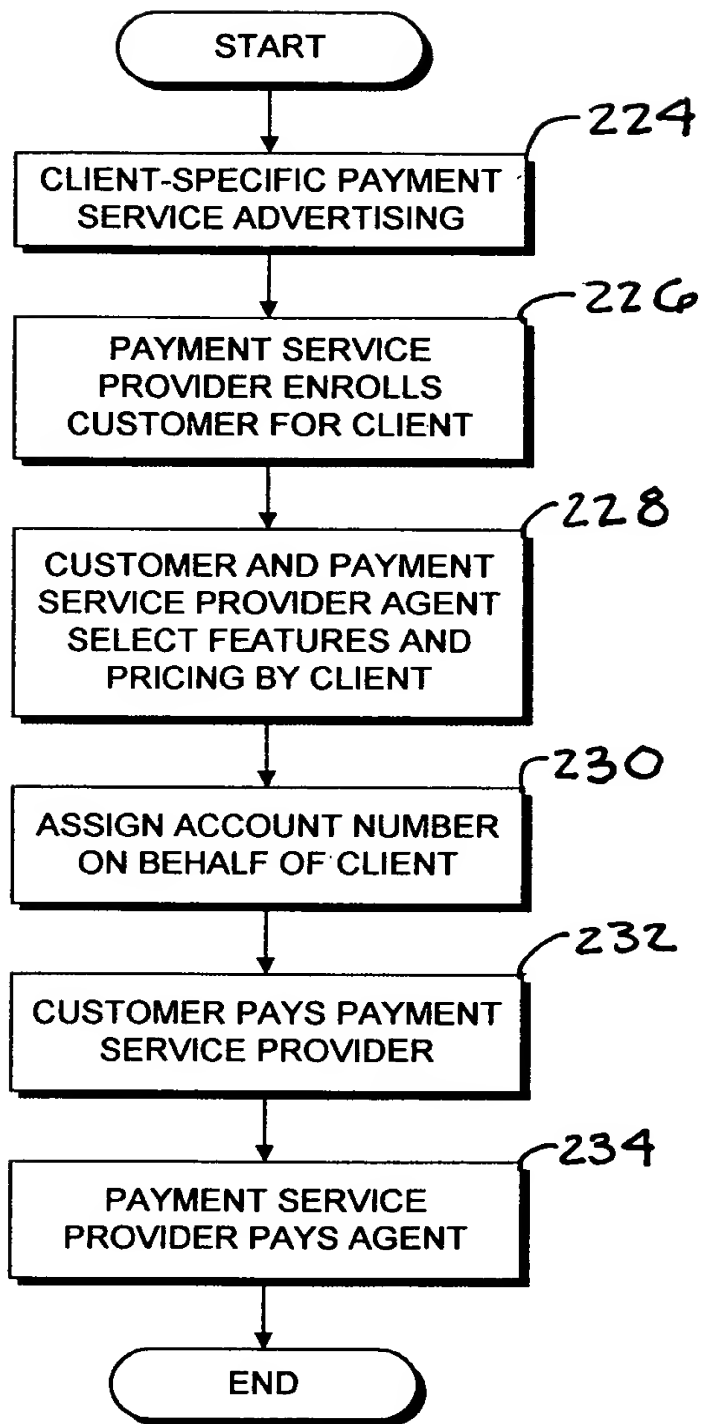 START
224
CLIENT-SPECIFIC PAYMENT
SERVICE ADVERTISING
226
PAYMENT SERVICE
PROVIDER ENROLLS
CUSTOMER FOR CLIENT
228
CUSTOMER AND PAYMENT
SERVICE PROVIDER AGENT
SELECT FEATURES AND
PRICING BY CLIENT
230
ASSIGN ACCOUNT NUMBER
ON BEHALF OF CLIENT
232
CUSTOMER PAYS PAYMENT
SERVICE PROVIDER
234
PAYMENT SERVICE
PROVIDER PAYS AGENT
END